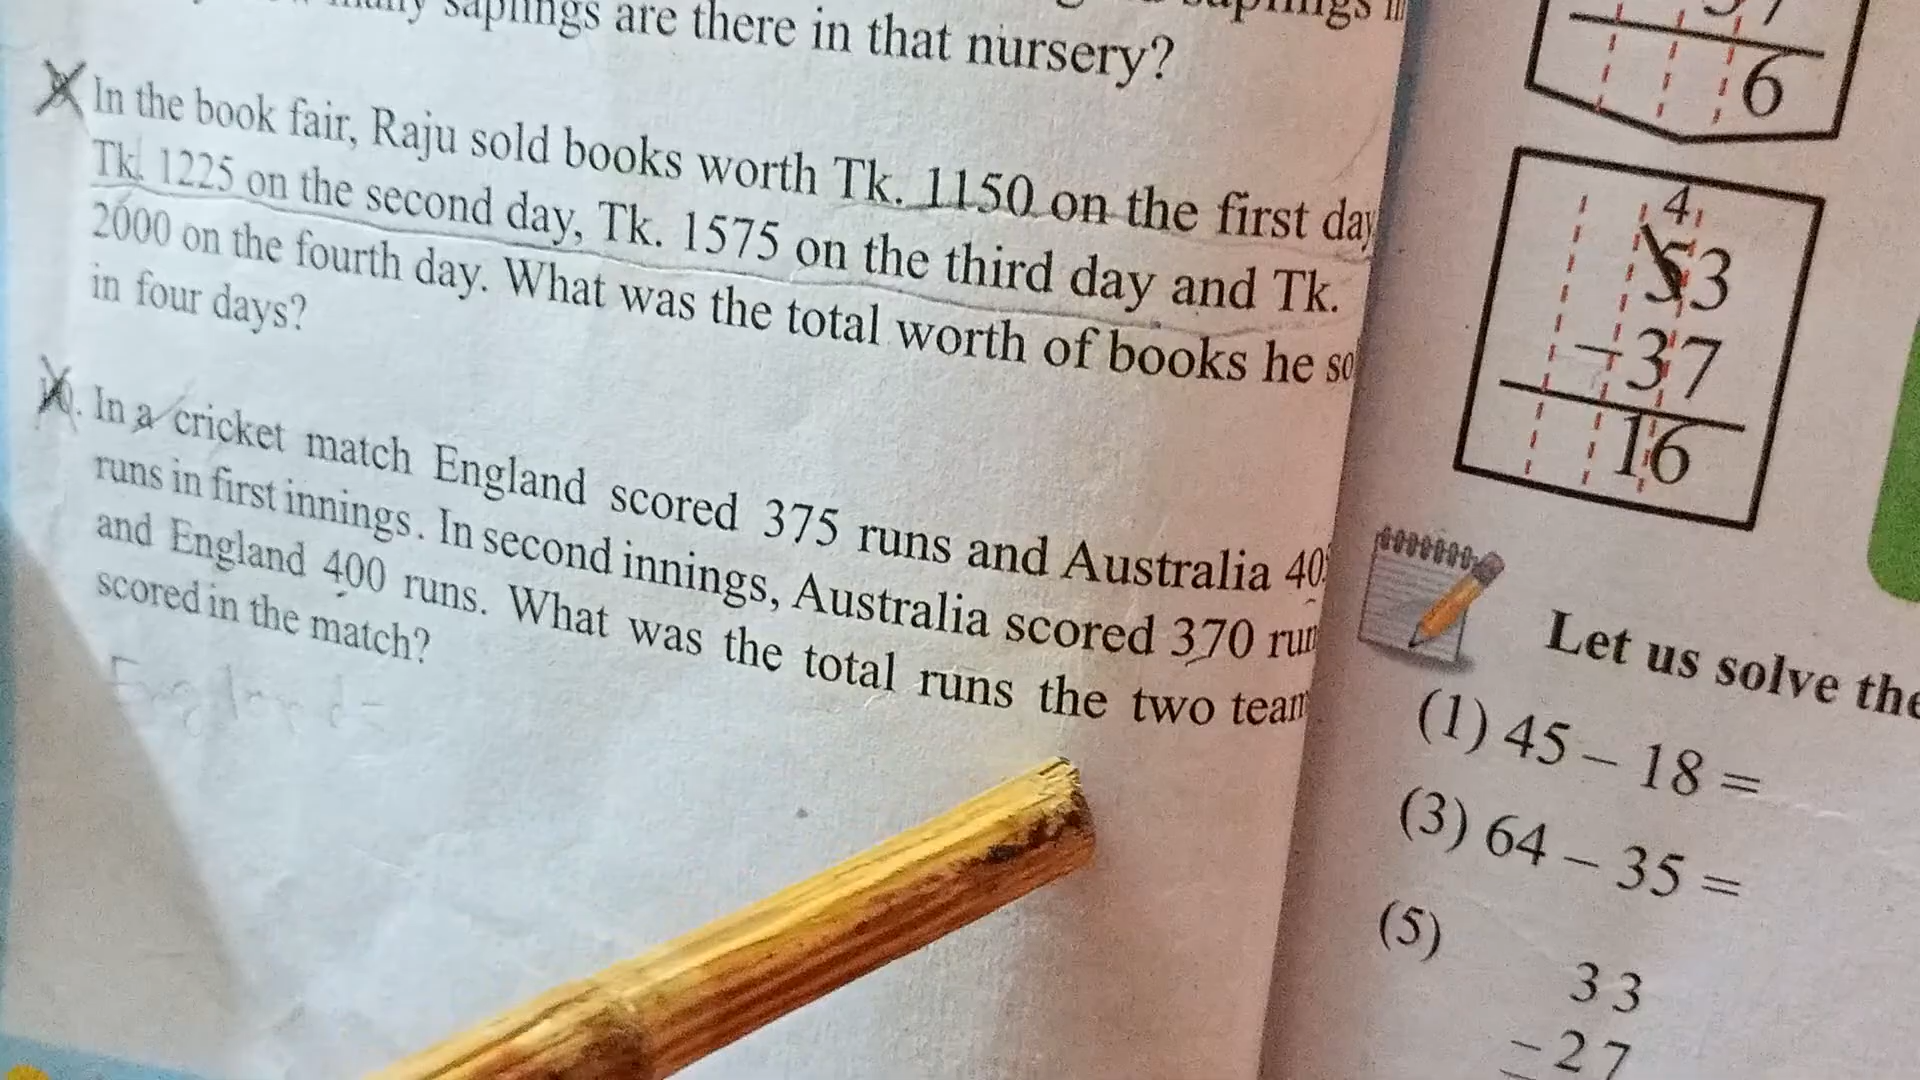 saplings are there in that nursery?
In the book fair, Raju sold books worth Tk. 1150 on the first day
Tk. 1225 on the second day, Tk. 1575 on the third day and Tk.
2000 on the fourth day. What was the total worth of books he so
in four days?
In a cricket match England scored 375 runs and Australia 40
runs in first innings. In second innings, Australia scored 370 run
and England 400 runs. What was the total runs the two team
scored in the match?
6
4
53
-37
16
Let us solve the
(1) 45 – 18 =
(3) 64 – 35 =
(5)
33
-27